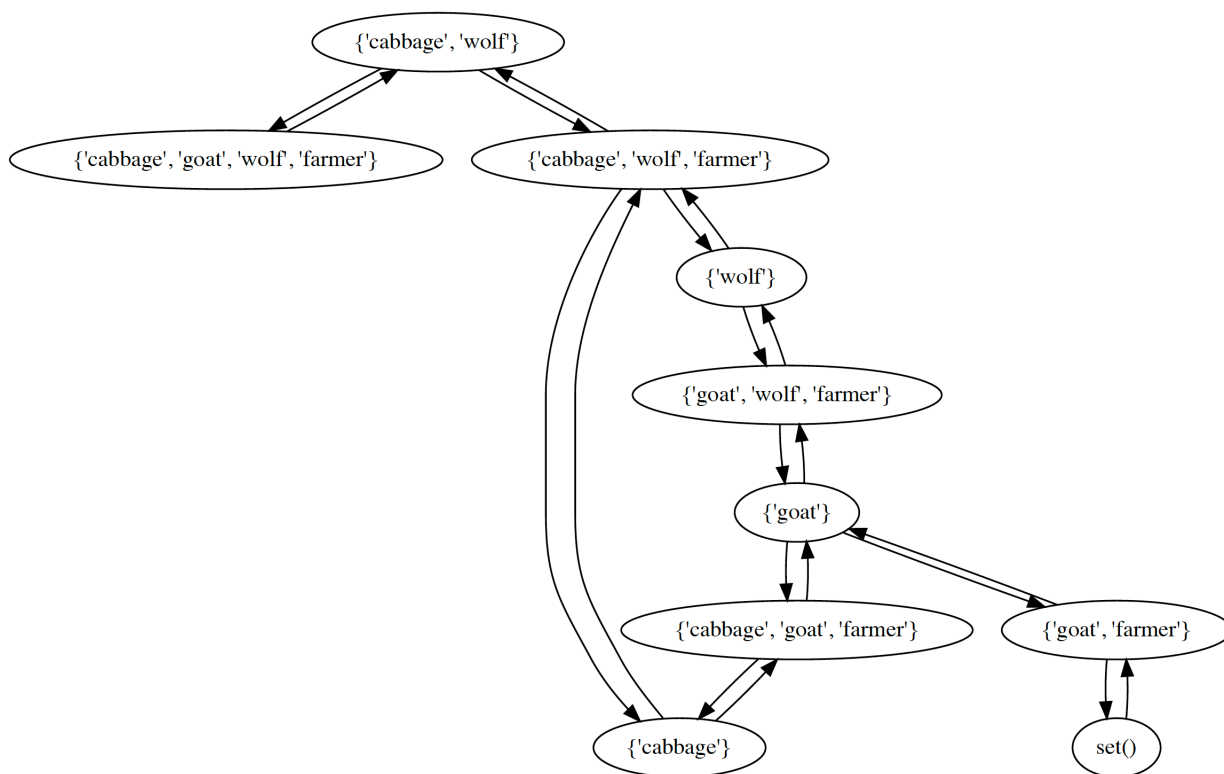 {'cabbage', 'wolf'}
{'cabbage', 'goat', 'wolf', 'farmer'}
{'cabbage', 'wolf', 'farmer'}
{'wolf'}
{'goat', 'wolf', 'farmer'}
{'goat'}
{'cabbage', 'goat', 'farmer'}
{'goat', 'farmer'}
{'cabbage'}
set()